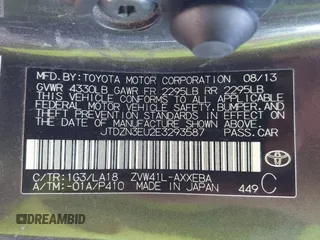 MFD.BY:TOYOTA MOTOR CORPORATION 08/13
GVWR 4330LB GAWR FR 2295LB RR 2295LB
THIS VEHICLE CONFORMS TO ALL APPLICABLE
FEDERAL MOTOR VEHICLE SAFETY, BUMPER, AND
THEFT PREVENTION STANDARDS IN EFFECT ON
THE DATE OF MANUFACTURE SHOWN ABOVE.
JTDZN3EU2E3293587 PASS.CAR
C/TR:1G3/LA18 ZVW41L-AXXEBA
A/TM:-01A/P410 MADE IN JAPAN
449 C
TOYOTA
DREAMBID